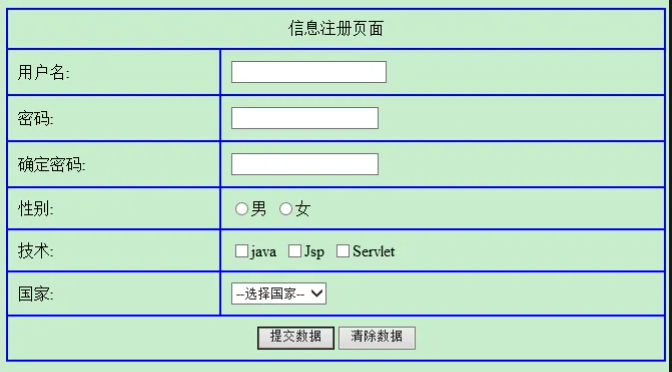 信息注册页面
用户名:
密码:
确定密码:
性别: 男 女
技术: java Jsp Servlet
国家: --选择国家--
提交数据 清除数据